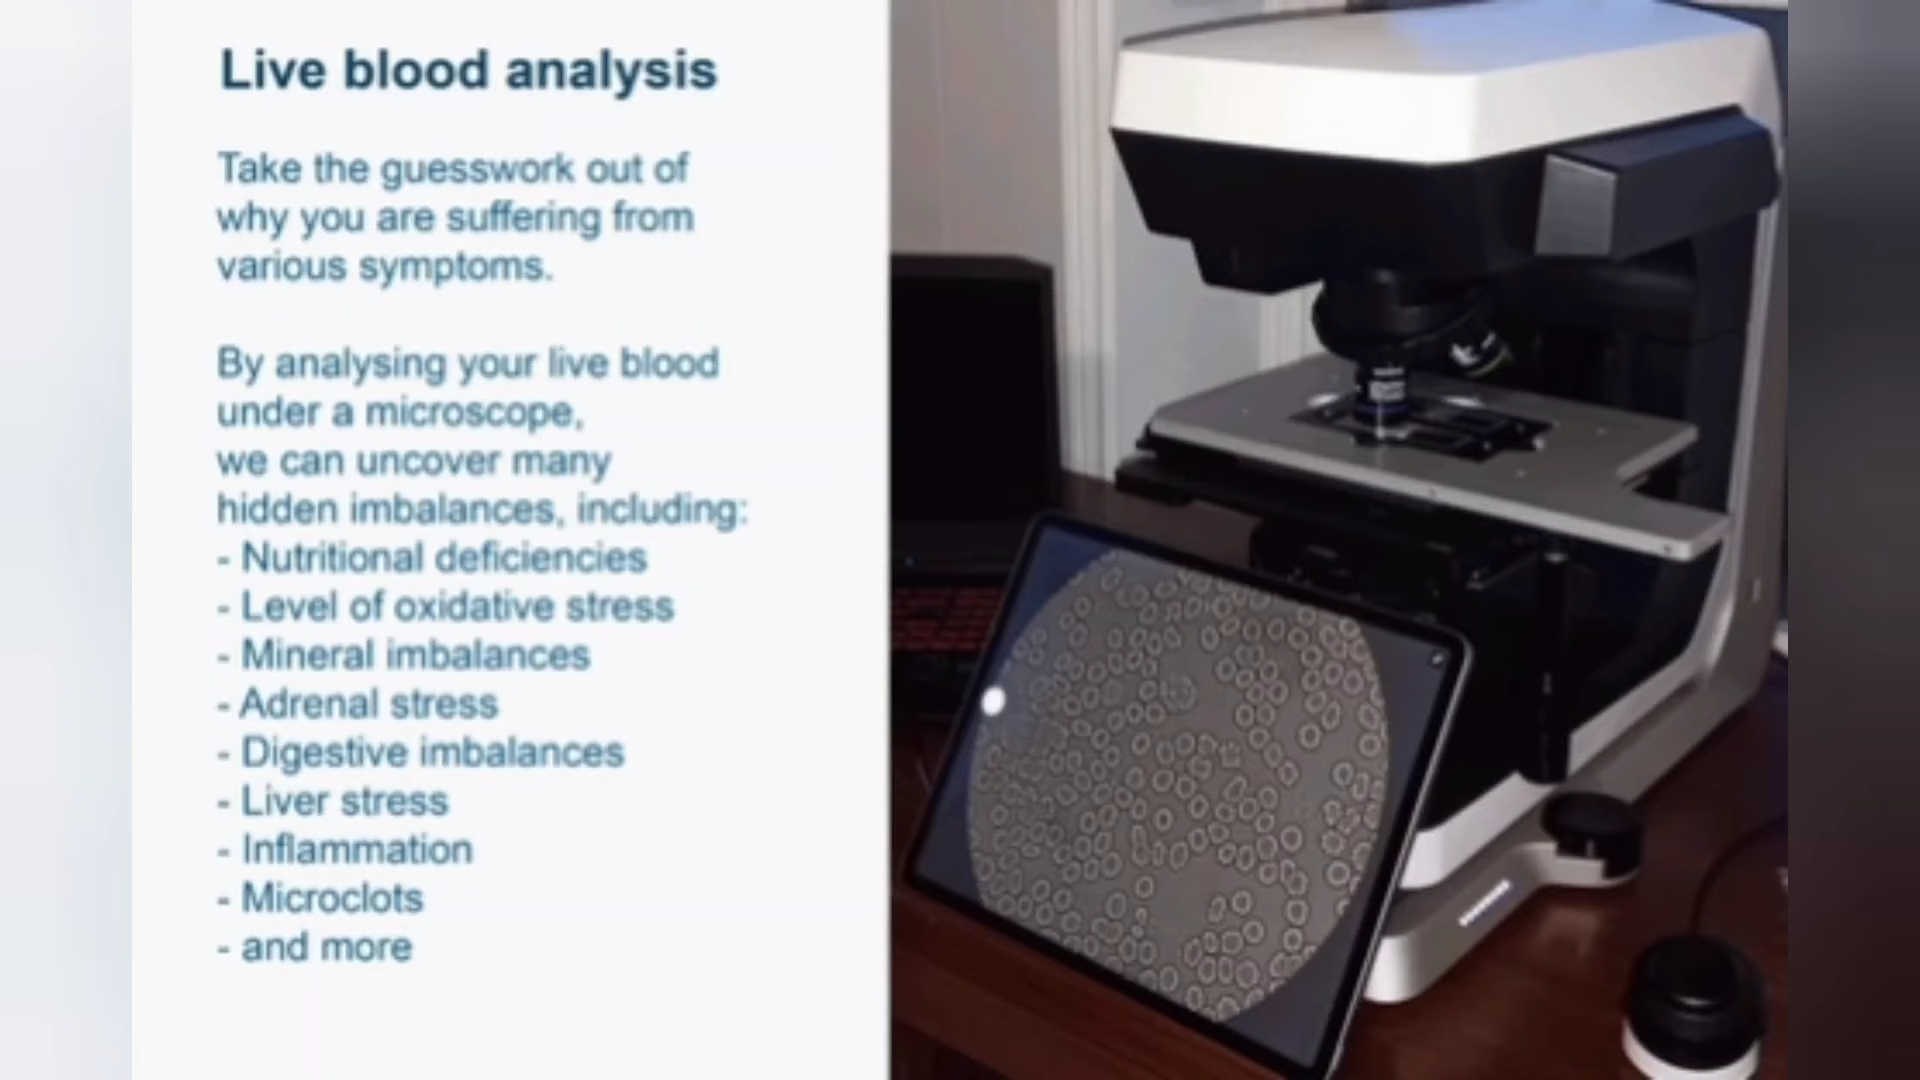 Live blood analysis
Take the guesswork out of
why you are suffering from
various symptoms.
By analysing your live blood
under a microscope,
we can uncover many
hidden imbalances, including:
- Nutritional deficiencies
- Level of oxidative stress
- Mineral imbalances
- Adrenal stress
- Digestive imbalances
- Liver stress
- Inflammation
- Microclots
- and more